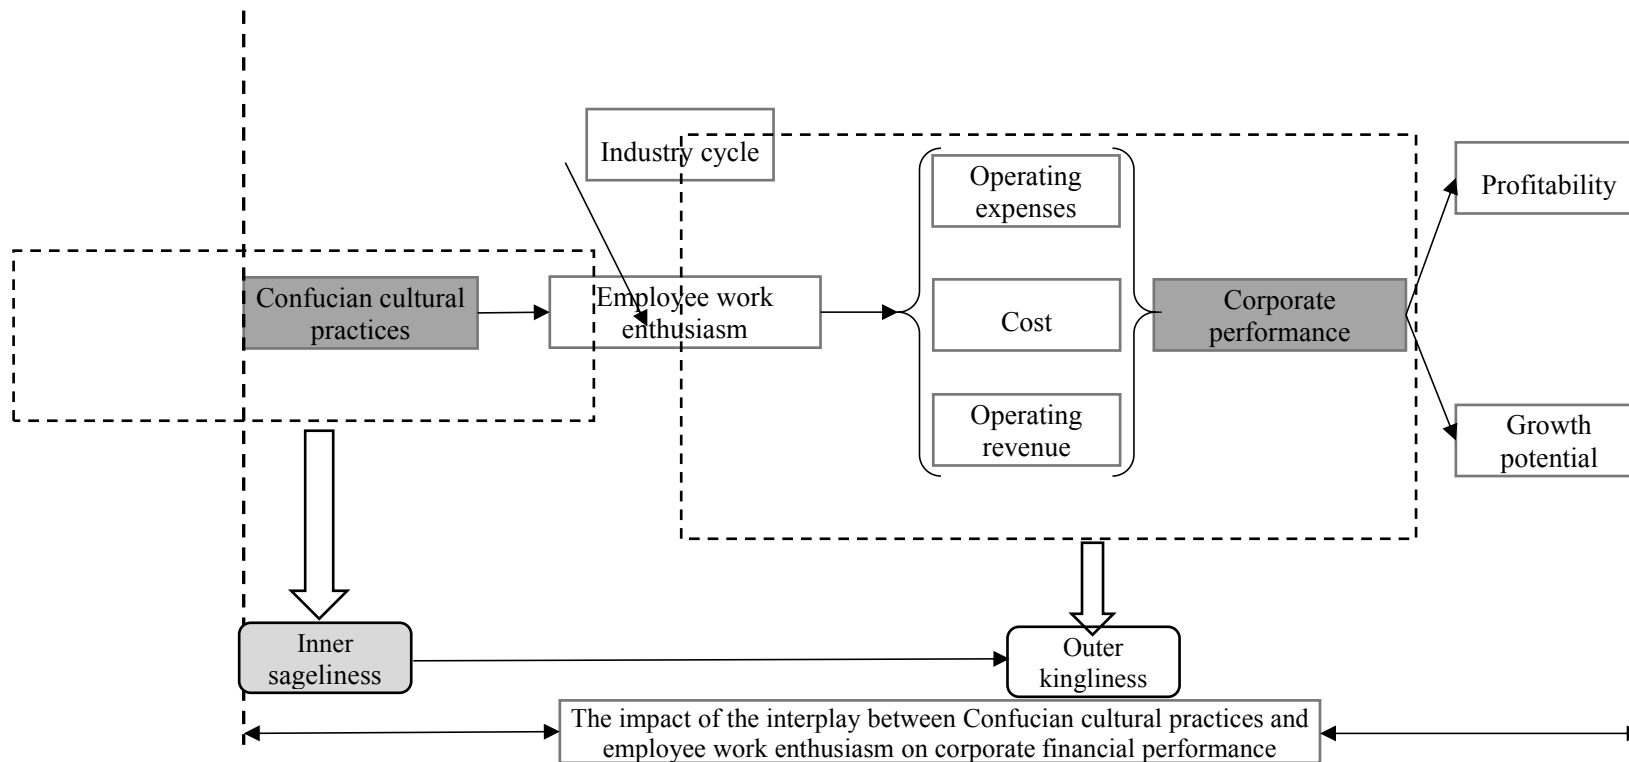 Industry cycle
Operating
expenses
Profitability
Confucian cultural
practices
Employee work
enthusiasm
Cost
Corporate
performance
Operating
revenue
Growth
potential
Inner
sageliness
Outer
kingliness
The impact of the interplay between Confucian cultural practices and
employee work enthusiasm on corporate financial performance